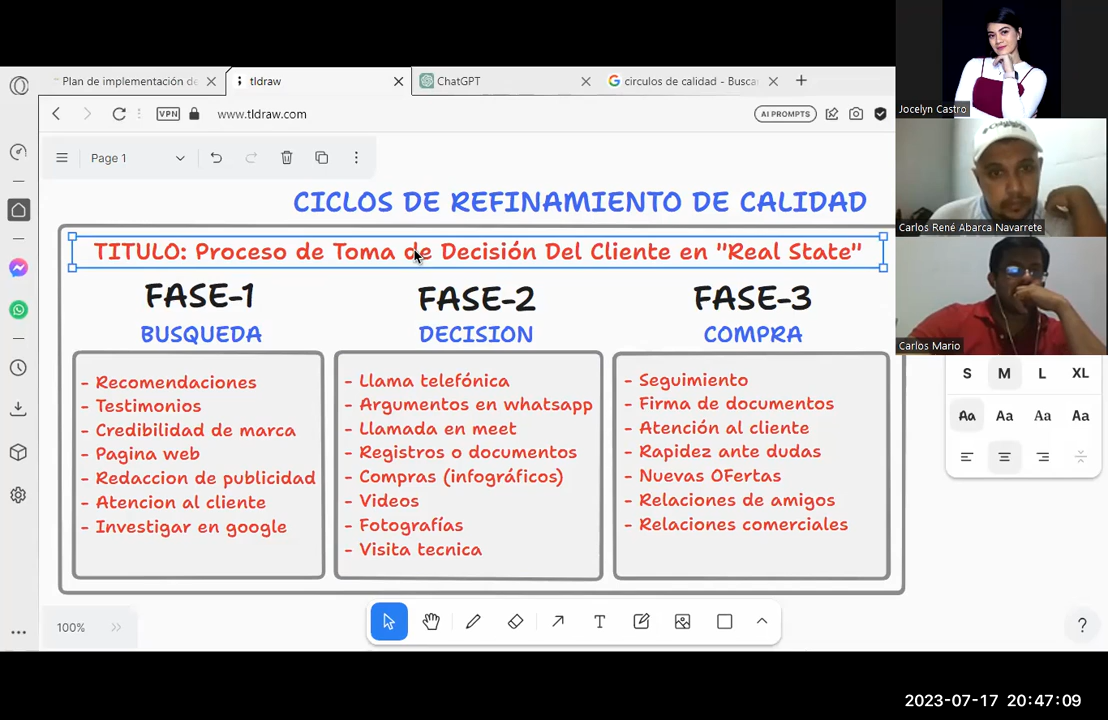 Plan de implementación de
tldraw
ChatGPT
circulos de calidad - Busca
VPN
www.tldraw.com
AI PROMPTS
Page 1
CICLOS DE REFINAMIENTO DE CALIDAD
TITULO: Proceso de Toma de Decisión Del Cliente en "Real State"
FASE-1
BUSQUEDA
- Recomendaciones
- Testimonios
- Credibilidad de marca
- Pagina web
- Redaccion de publicidad
- Atencion al cliente
- Investigar en google
FASE-2
DECISION
- Llama telefónica
- Argumentos en whatsapp
- Llamada en meet
- Registros o documentos
- Compras (infográficos)
- Videos
- Fotografías
- Visita tecnica
FASE-3
COMPRA
- Seguimiento
- Firma de documentos
- Atención al cliente
- Rapidez ante dudas
- Nuevas OFertas
- Relaciones de amigos
- Relaciones comerciales
Jocelyn Castro
Carlos René Abarca Navarrete
Carlos Mario
S M L XL
Aa Aa Aa Aa
100%
T
?
2023-07-17 20:47:09